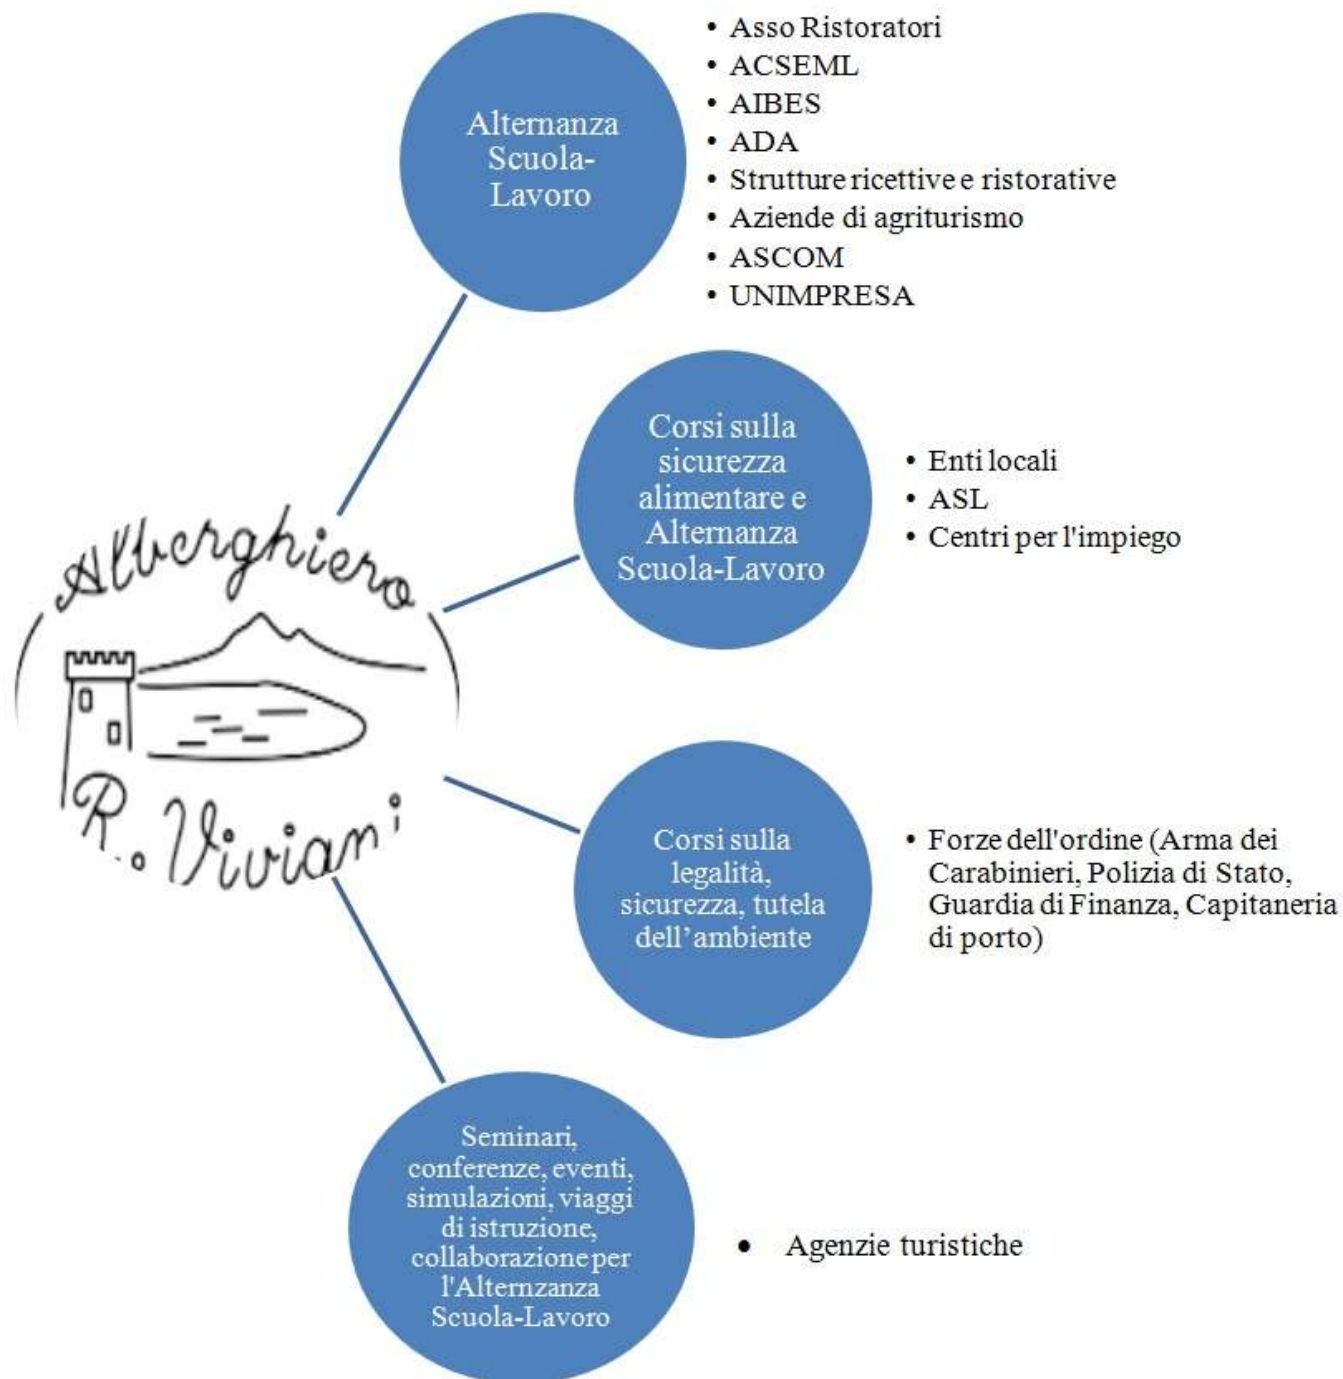 Alternanza
Scuola-
Lavoro
• Asso Ristoratori
• ACSEML
• AIBES
• ADA
• Strutture ricettive e ristorative
• Aziende di agriturismo
• ASCOM
• UNIMPRESA
Corsi sulla
sicurezza
alimentare e
Alternanza
Scuola-Lavoro
• Enti locali
• ASL
• Centri per l'impiego
Alberghiero
R. Viviani
Corsi sulla
legalità,
sicurezza, tutela
dell’ambiente
• Forze dell'ordine (Arma dei
Carabinieri, Polizia di Stato,
Guardia di Finanza, Capitaneria
di porto)
Seminari,
conferenze, eventi,
simulazioni, viaggi
di istruzione,
collaborazione per
l'Alternzanza
Scuola-Lavoro
• Agenzie turistiche